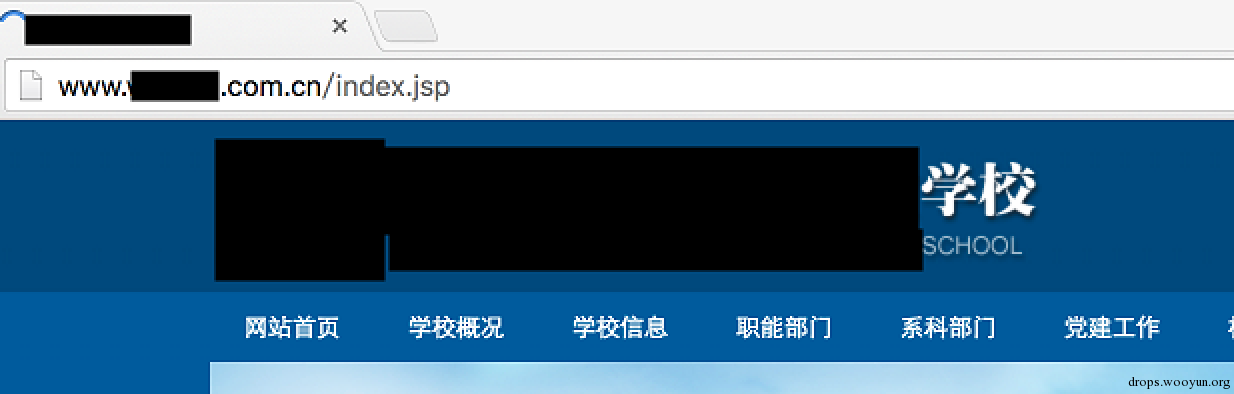 www.
.com.cn/index.jsp
学校
SCHOOL
网站首页 学校概况 学校信息 职能部门 系科部门 党建工作
drops.wooyun.org